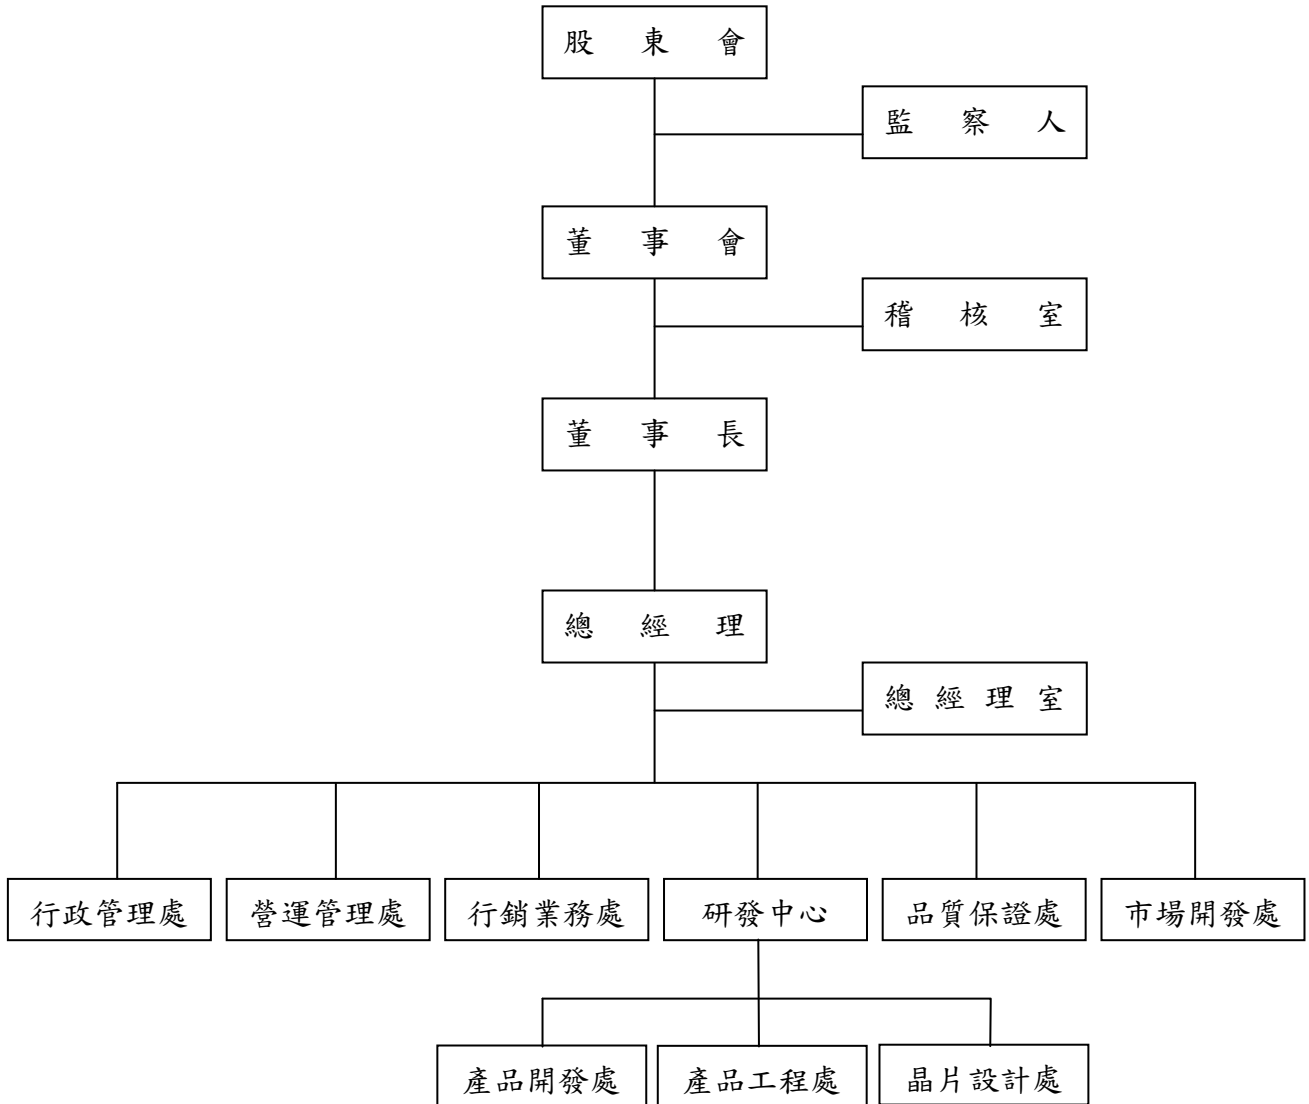 股東會
監察人
董事會
稽核室
董事長
總經理
總經理室
行政管理處
營運管理處
行銷業務處
研發中心
品質保證處
市場開發處
產品開發處
產品工程處
晶片設計處